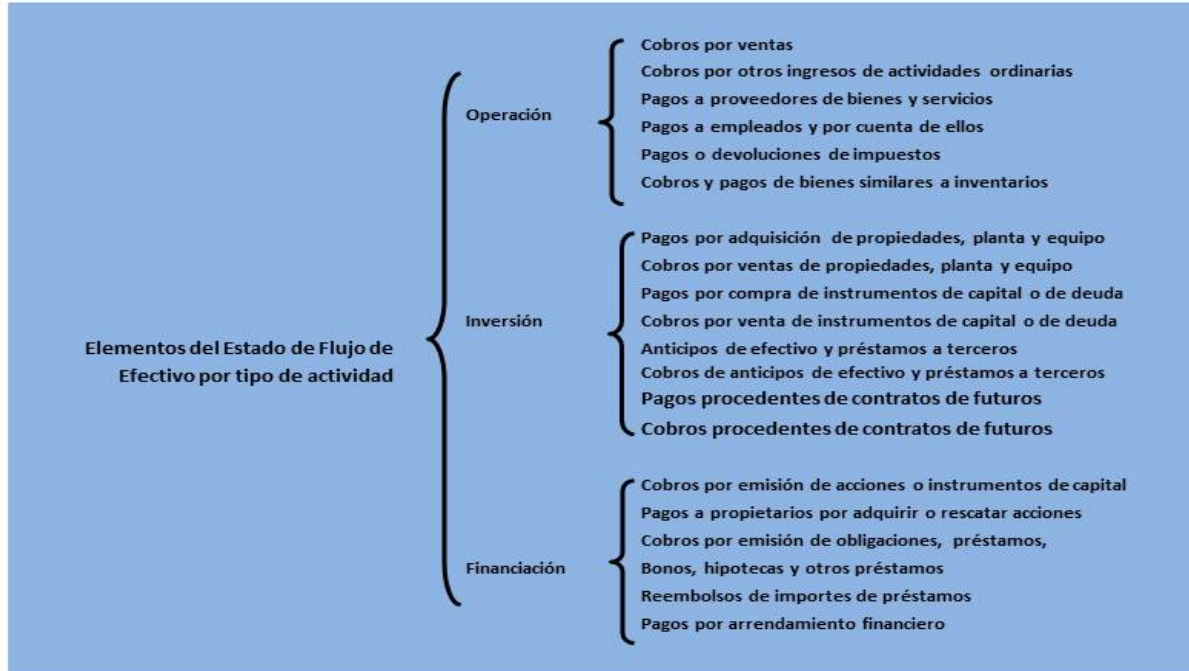 Elementos del Estado de Flujo de
Efectivo por tipo de actividad
Operación
Cobros por ventas
Cobros por otros ingresos de actividades ordinarias
Pagos a proveedores de bienes y servicios
Pagos a empleados y por cuenta de ellos
Pagos o devoluciones de impuestos
Cobros y pagos de bienes similares a inventarios
Inversión
Pagos por adquisición de propiedades, planta y equipo
Cobros por ventas de propiedades, planta y equipo
Pagos por compra de instrumentos de capital o de deuda
Cobros por venta de instrumentos de capital o de deuda
Anticipos de efectivo y préstamos a terceros
Cobros de anticipos de efectivo y préstamos a terceros
Pagos procedentes de contratos de futuros
Cobros procedentes de contratos de futuros
Financiación
Cobros por emisión de acciones o instrumentos de capital
Pagos a propietarios por adquirir o rescatar acciones
Cobros por emisión de obligaciones, préstamos,
Bonos, hipotecas y otros préstamos
Reembolsos de importes de préstamos
Pagos por arrendamiento financiero